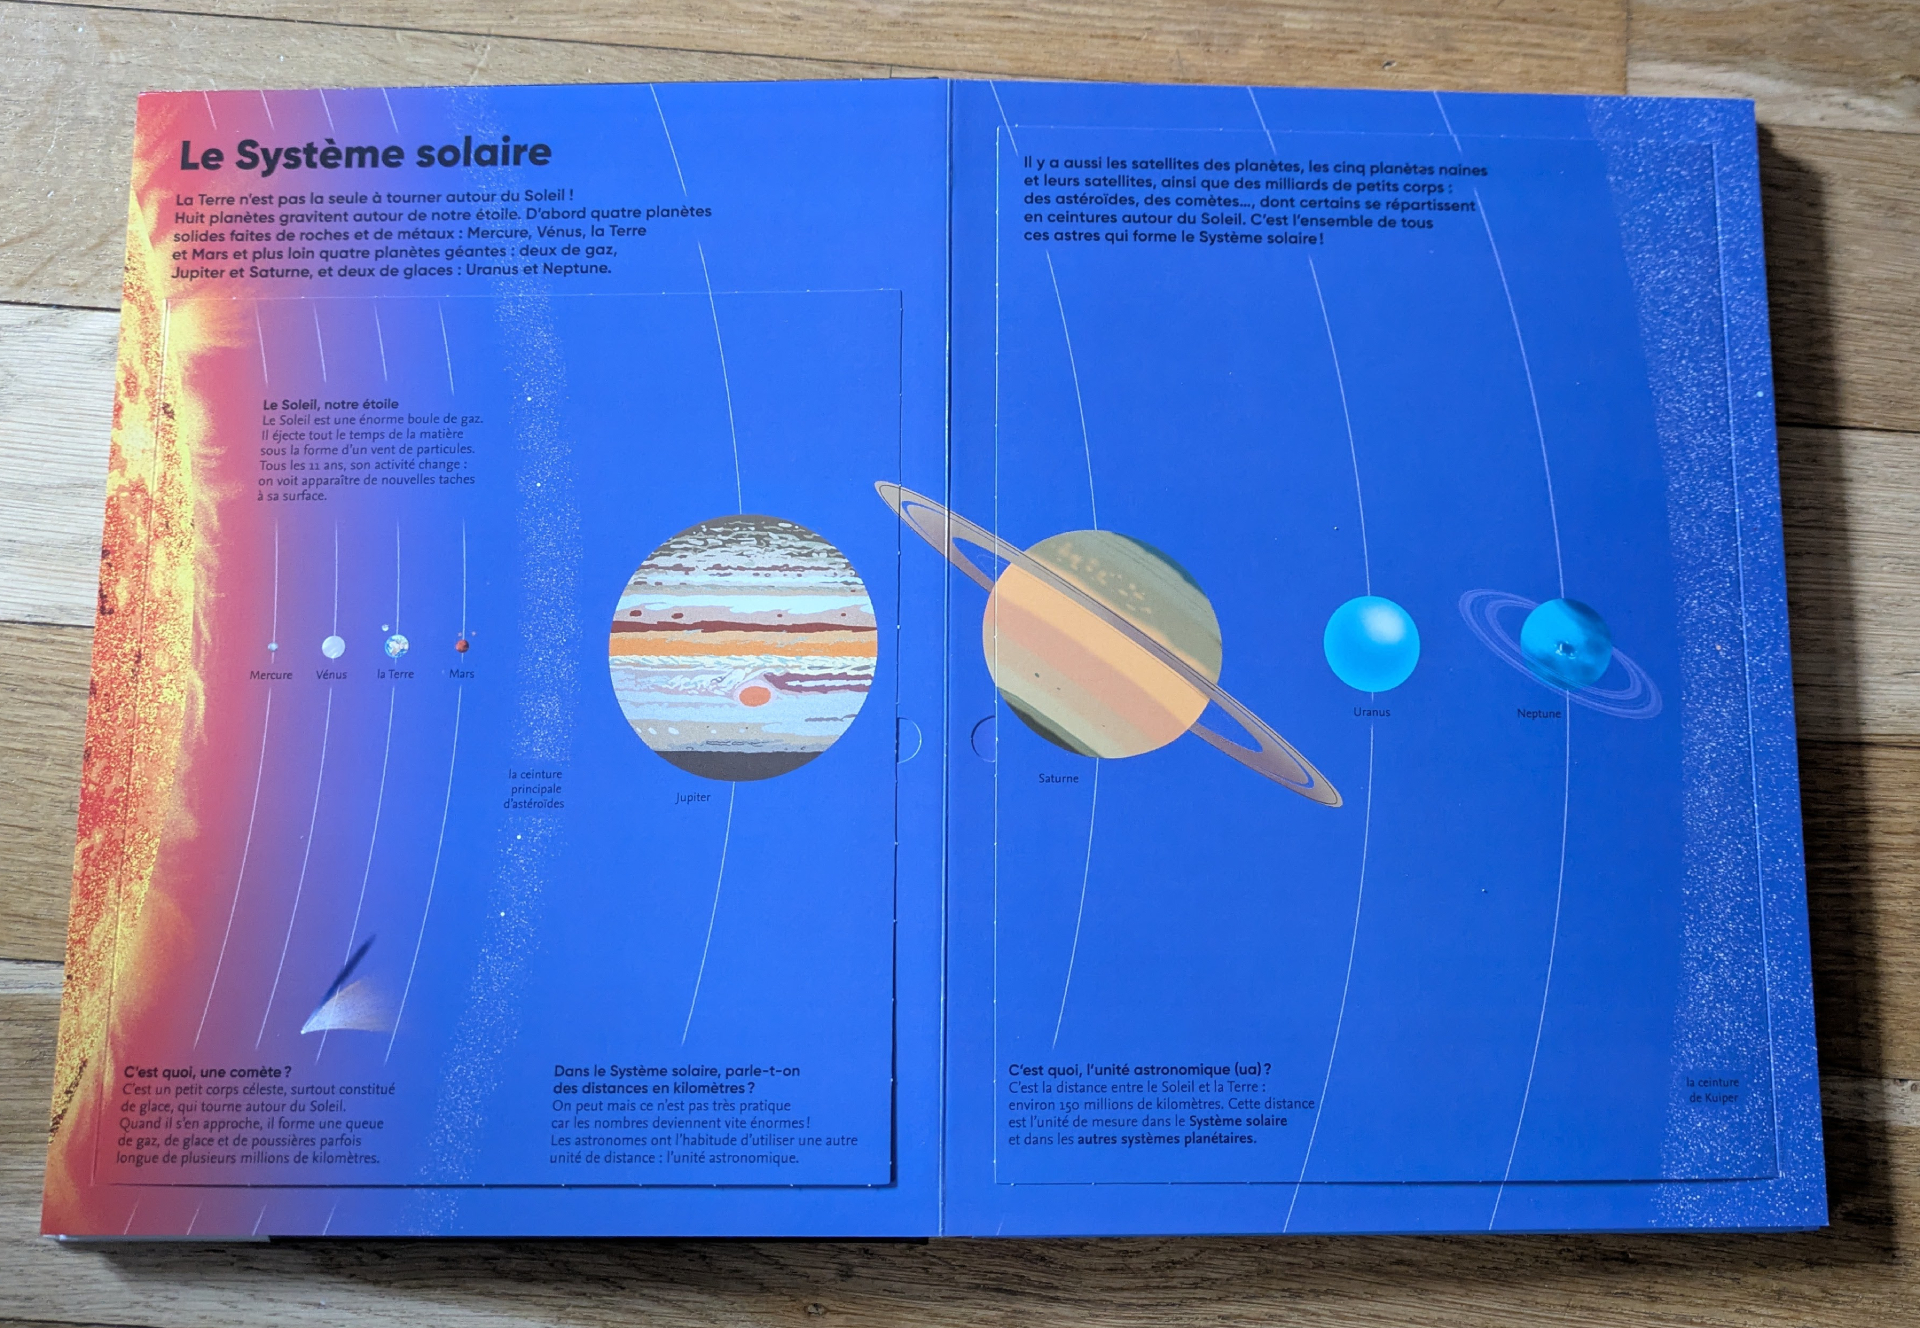 Le Système solaire
La Terre n'est pas la seule à tourner autour du Soleil !
Huit planètes gravitent autour de notre étoile. D'abord quatre planètes
solides faites de roches et de métaux : Mercure, Vénus, la Terre
et Mars et plus loin quatre planètes géantes : deux de gaz,
Jupiter et Saturne, et deux de glaces : Uranus et Neptune.
Le Soleil, notre étoile
Le Soleil est une énorme boule de gaz.
Il éjecte tout le temps de la matière
sous la forme d'un vent de particules.
Tous les 11 ans, son activité change :
on voit apparaître de nouvelles taches
à sa surface.
Mercure
Vénus
la Terre
Mars
la ceinture
principale
d'astéroïdes
Jupiter
C'est quoi, une comète ?
C'est un petit corps céleste, surtout constitué
de glace, qui tourne autour du Soleil.
Quand il s'en approche, il forme une queue
de gaz, de glace et de poussières parfois
longue de plusieurs millions de kilomètres.
Dans le Système solaire, parle-t-on
des distances en kilomètres ?
On peut mais ce n'est pas très pratique
car les nombres deviennent vite énormes !
Les astronomes ont l'habitude d'utiliser une autre
unité de distance : l'unité astronomique.
Il y a aussi les satellites des planètes, les cinq planètes naines
et leurs satellites, ainsi que des milliards de petits corps :
des astéroïdes, des comètes..., dont certains se répartissent
en ceintures autour du Soleil. C'est l'ensemble de tous
ces astres qui forme le Système solaire !
Saturne
Uranus
Neptune
C'est quoi, l'unité astronomique (ua) ?
C'est la distance entre le Soleil et la Terre :
environ 150 millions de kilomètres. Cette distance
est l'unité de mesure dans le Système solaire
et dans les autres systèmes planétaires.
la ceinture
de Kuiper